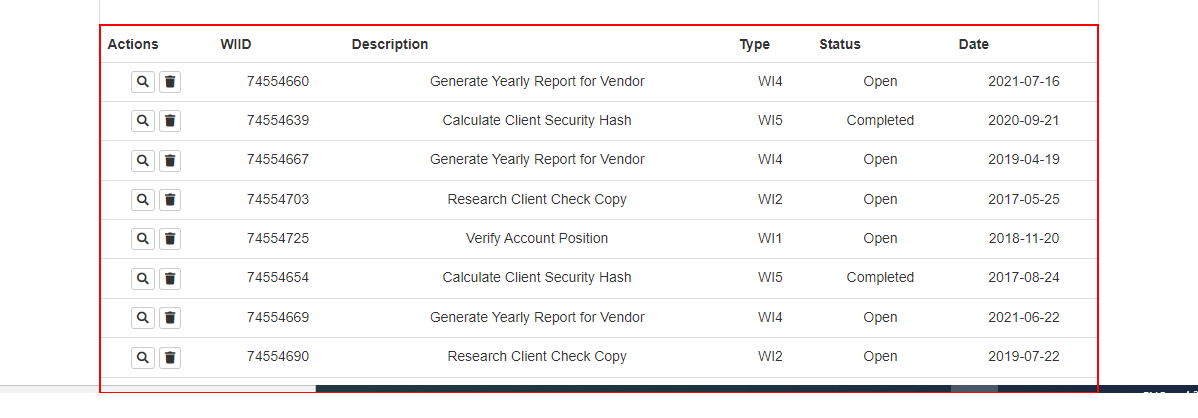 Actions WIID Description Type Status Date
74554660 Generate Yearly Report for Vendor WI4 Open 2021-07-16
74554639 Calculate Client Security Hash WI5 Completed 2020-09-21
74554667 Generate Yearly Report for Vendor WI4 Open 2019-04-19
74554703 Research Client Check Copy WI2 Open 2017-05-25
74554725 Verify Account Position WI1 Open 2018-11-20
74554654 Calculate Client Security Hash WI5 Completed 2017-08-24
74554669 Generate Yearly Report for Vendor WI4 Open 2021-06-22
74554690 Research Client Check Copy WI2 Open 2019-07-22